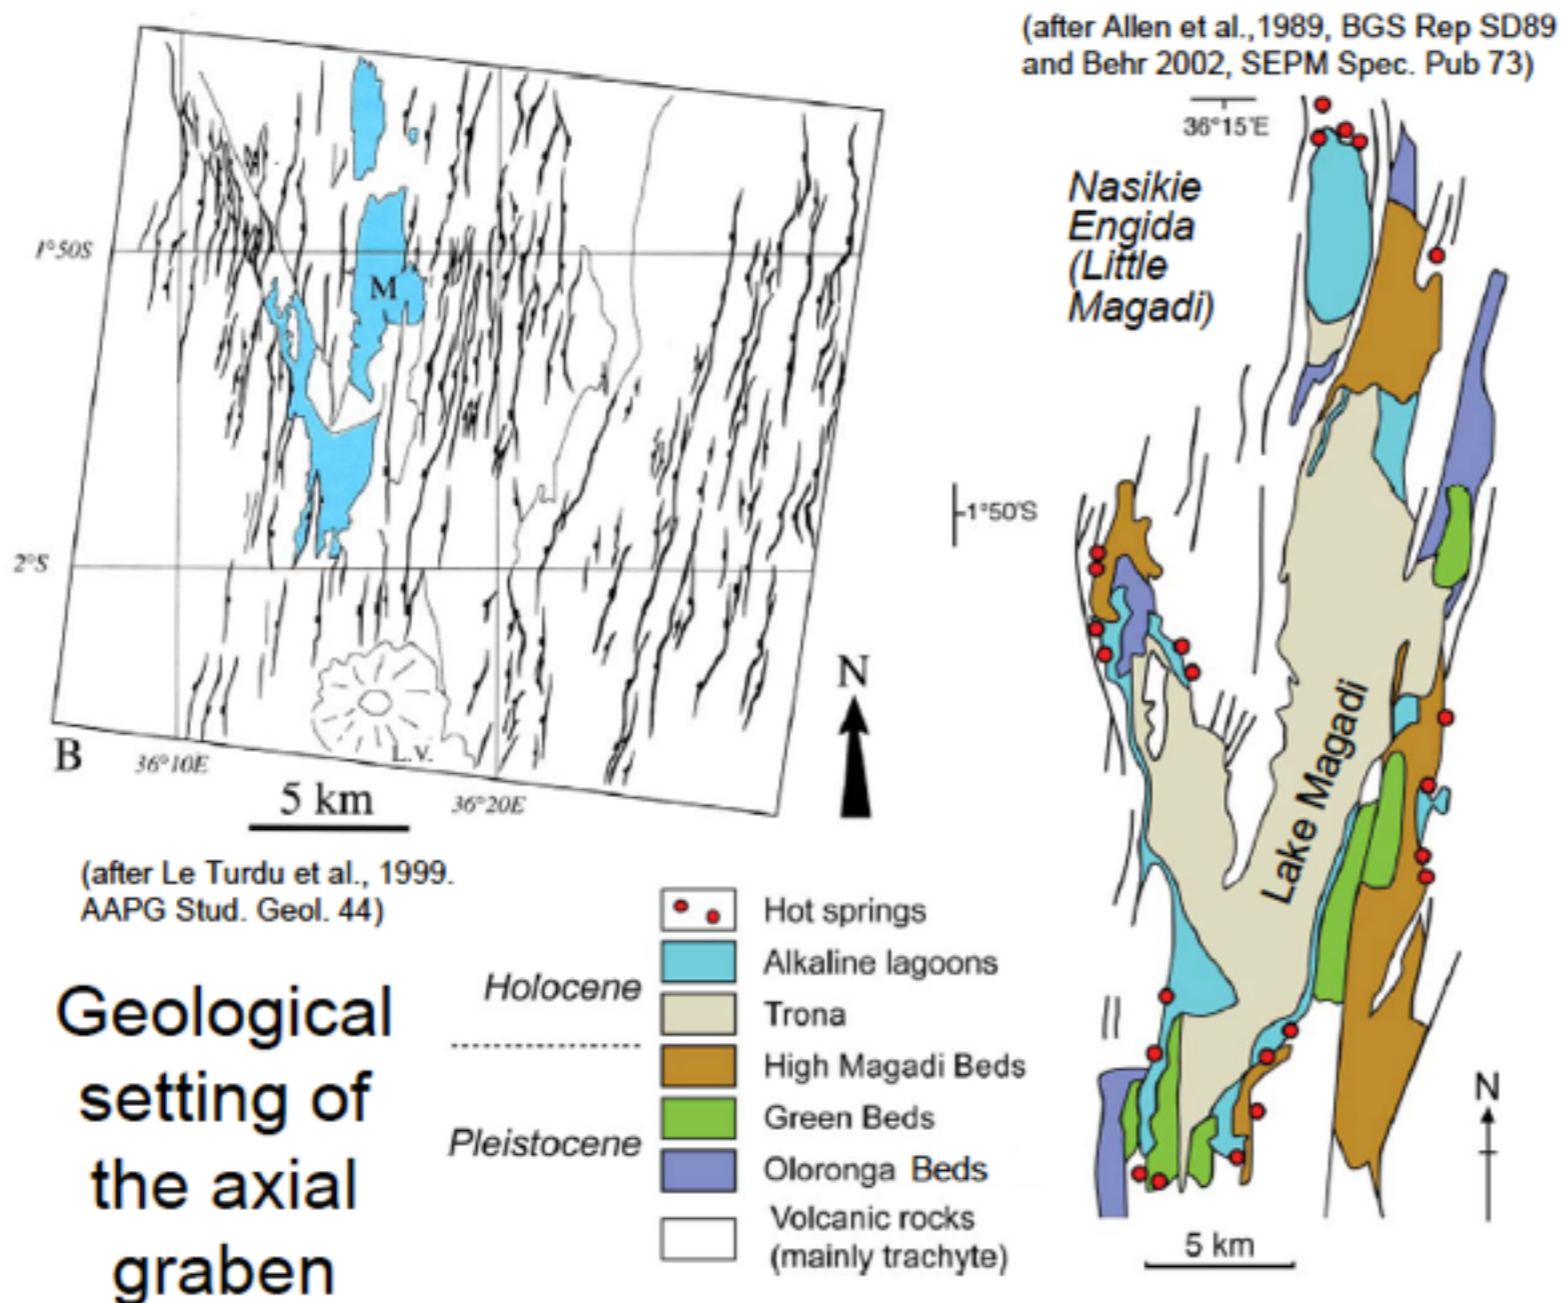 (after Allen et al.,1989, BGS Rep SD89
and Behr 2002, SEPM Spec. Pub 73)
36°15'E
Nasikie
Engida
(Little
Magadi)
1°50S
M
1°50'S
2°S
N
L.V.
B
36°10E
36°20E
5 km
Lake Magadi
(after Le Turdu et al., 1999.
AAPG Stud. Geol. 44)
Geological
setting of
the axial
graben
Holocene
Pleistocene
Hot springs
Alkaline lagoons
Trona
High Magadi Beds
Green Beds
Oloronga Beds
Volcanic rocks
(mainly trachyte)
N
5 km